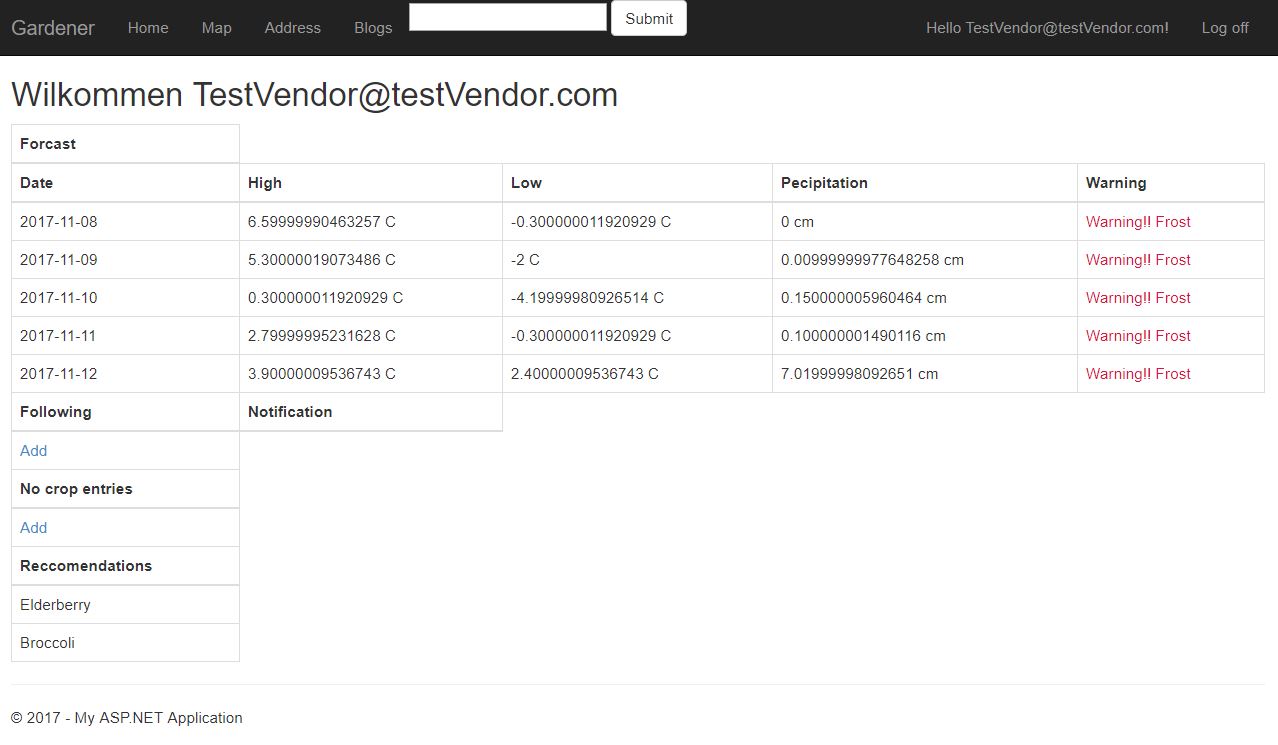 Gardener Home Map Address Blogs Submit Hello TestVendor@testVendor.com! Log off
Wilkommen TestVendor@testVendor.com
Forcast
Date High Low Pecipitation Warning
2017-11-08 6.59999990463257 C -0.300000011920929 C 0 cm Warning!! Frost
2017-11-09 5.30000019073486 C -2 C 0.00999999977648258 cm Warning!! Frost
2017-11-10 0.300000011920929 C -4.19999980926514 C 0.150000005960464 cm Warning!! Frost
2017-11-11 2.79999995231628 C -0.300000011920929 C 0.100000001490116 cm Warning!! Frost
2017-11-12 3.90000009536743 C 2.40000009536743 C 7.01999998092651 cm Warning!! Frost
Following Notification
Add
No crop entries
Add
Reccomendations
Elderberry
Broccoli
© 2017 - My ASP.NET Application